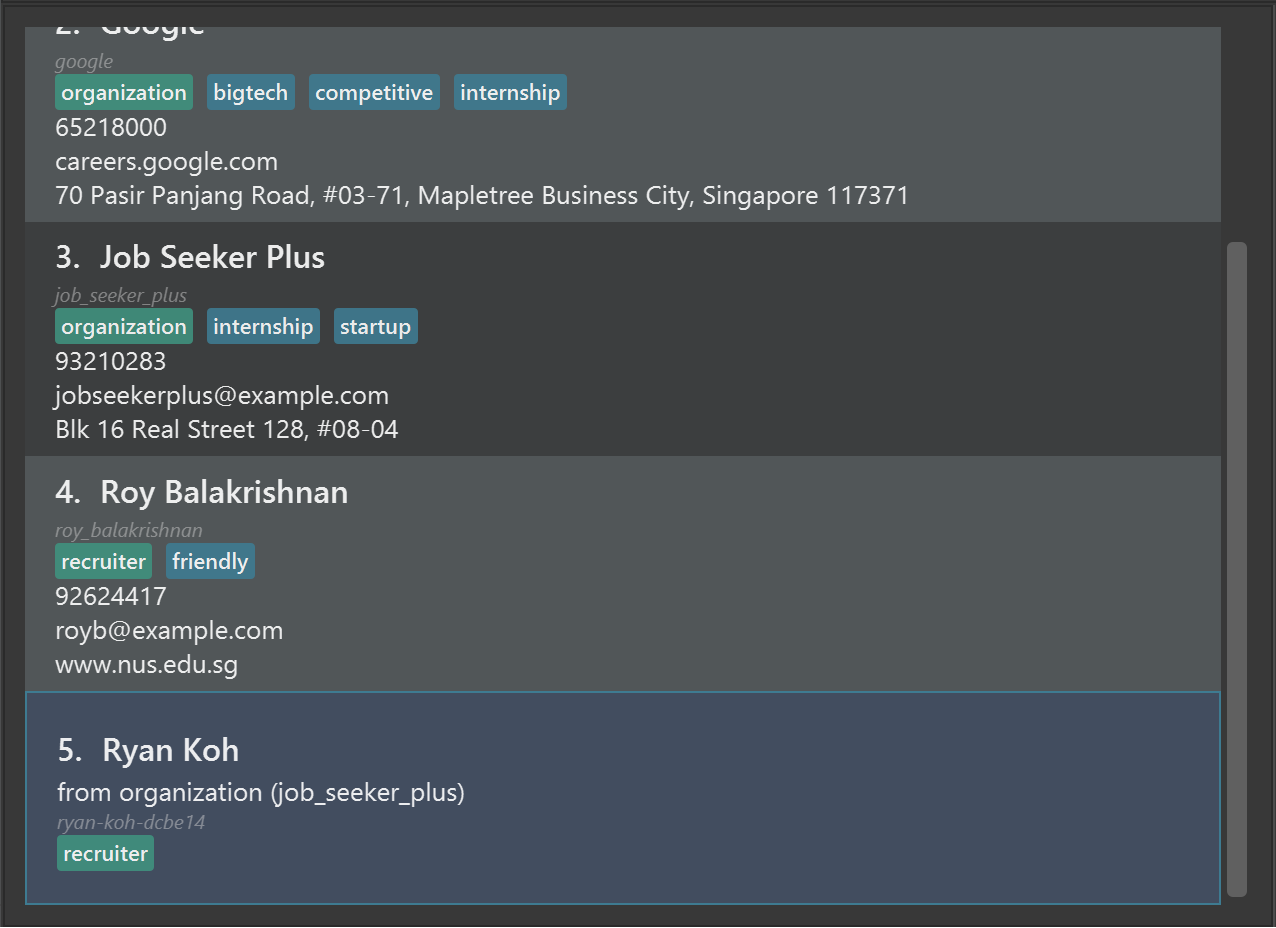 2. Google
google
organization bigtech competitive internship
65218000
careers.google.com
70 Pasir Panjang Road, #03-71, Mapletree Business City, Singapore 117371
3. Job Seeker Plus
job_seeker_plus
organization internship startup
93210283
jobseekerplus@example.com
Blk 16 Real Street 128, #08-04
4. Roy Balakrishnan
roy_balakrishnan
recruiter friendly
92624417
royb@example.com
www.nus.edu.sg
5. Ryan Koh
from organization (job_seeker_plus)
ryan-koh-dcbe14
recruiter